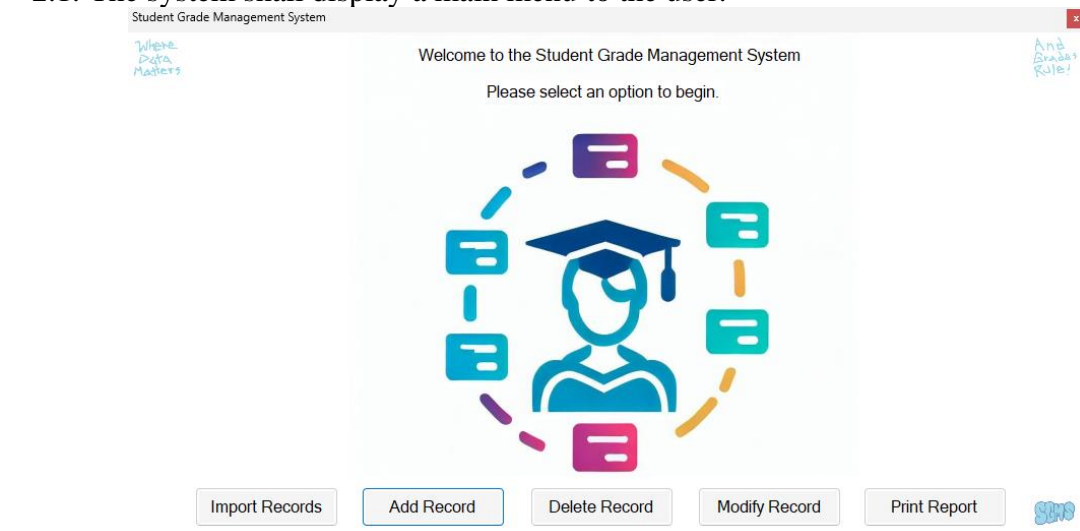 2.1. The system shall display a main menu to the user.
Student Grade Management System
x
Where
Data
Matters
And
Grades
Rule!
Welcome to the Student Grade Management System
Please select an option to begin.
Import Records
Add Record
Delete Record
Modify Record
Print Report
SGMS